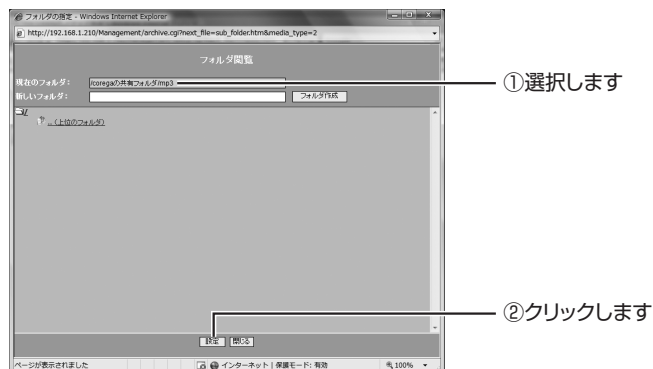 フォルダの指定 - Windows Internet Explorer
http://192.168.1.210/Management/archive.cgi?next_file=sub_folder.htm&media_type=2
フォルダ閲覧
現在のフォルダ： /coregaの共有フォルダ/mp3
①選択します
新しいフォルダ： フォルダ作成
..(上位のフォルダ)
②クリックします
設定 閉じる
ページが表示されました インターネット | 保護モード: 有効 100%